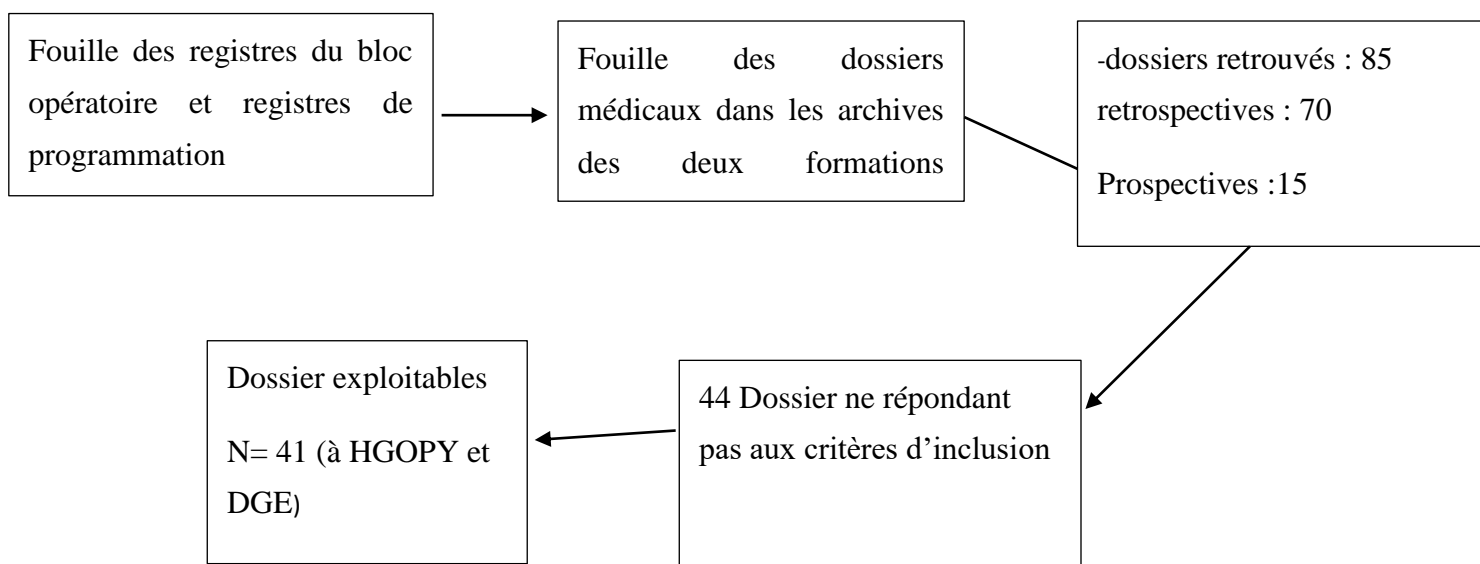 Fouille des registres du bloc
opératoire et registres de
programmation
Fouille des dossiers
médicaux dans les archives
des deux formations
-dossiers retrouvés : 85
retrospectives : 70
Prospectives :15
44 Dossier ne répondant
pas aux critères d’inclusion
Dossier exploitables
N= 41 (à HGOPY et
DGE)